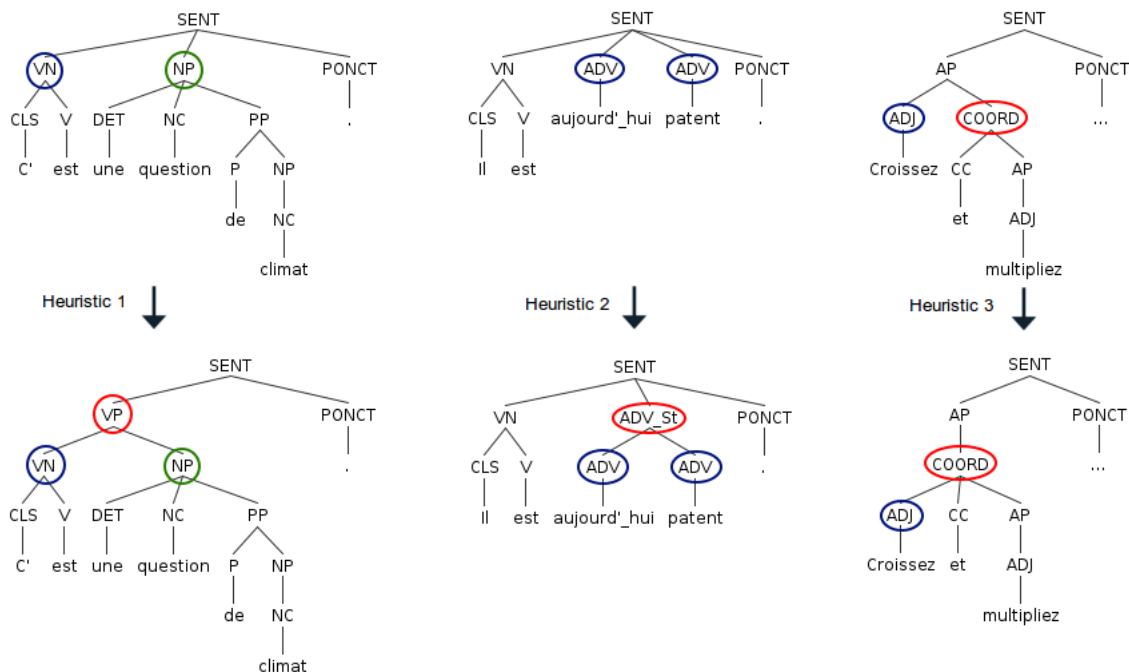 SENT SENT SENT
VN NP PONCT VN ADV ADV PONCT AP PONCT
CLS V DET NC PP . CLS V aujourd'_hui patent . ADJ COORD ...
C' est une question P NP Il est Croissez CC AP
de NC et ADJ
climat multipliez
Heuristic 1 Heuristic 2 Heuristic 3
SENT SENT SENT
VP PONCT VN ADV_St PONCT AP PONCT
VN NP . CLS V ADV ADV . COORD ...
CLS V DET NC PP Il est aujourd'_hui patent ADJ CC AP
C' est une question P NP Croissez et ADJ
de NC multipliez
climat